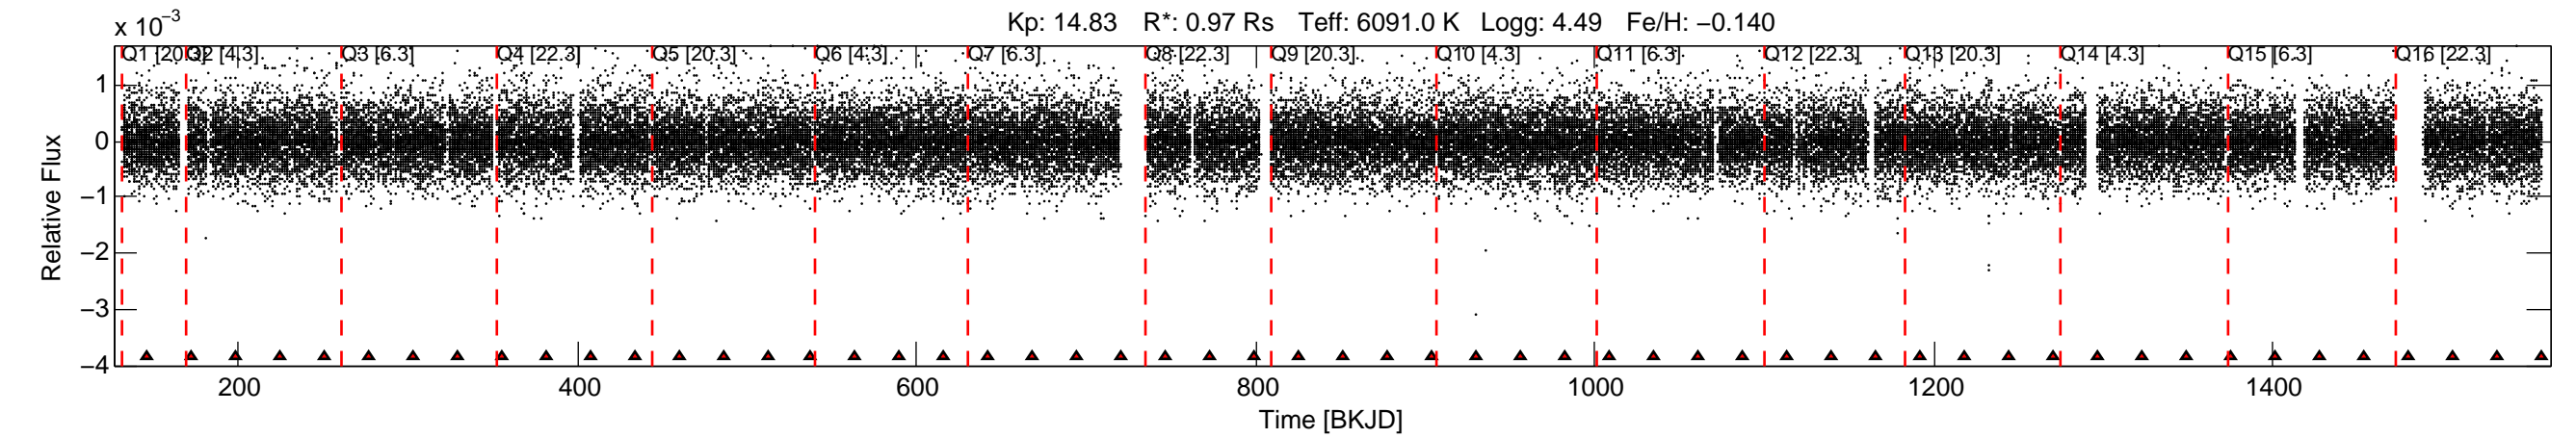 x 10−3
Kp: 14.83 R*: 0.97 Rs Teff: 6091.0 K Logg: 4.49 Fe/H: −0.140
Q1 [20.3] Q2 [4.3] Q3 [6.3] Q4 [22.3] Q5 [20.3] Q6 [4.3] Q7 [6.3] Q8 [22.3] Q9 [20.3] Q10 [4.3] Q11 [6.3] Q12 [22.3] Q13 [20.3] Q14 [4.3] Q15 [6.3] Q16 [22.3]
1
0
−1
−2
−3
−4
Relative Flux
200 400 600 800 1000 1200 1400
Time [BKJD]